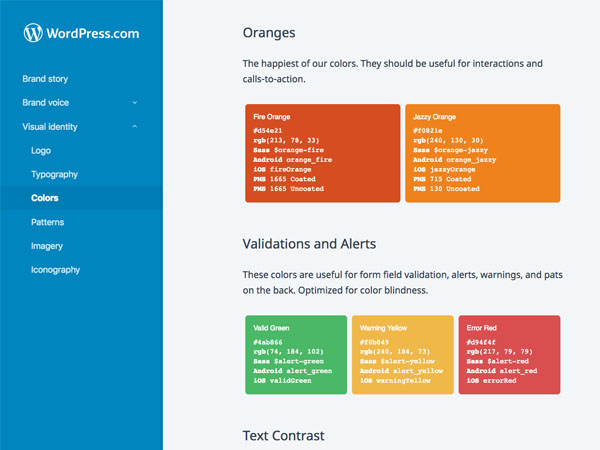 WordPress.com
Brand story
Brand voice
Visual identity
Logo
Typography
Colors
Patterns
Imagery
Iconography
Oranges
The happiest of our colors. They should be useful for interactions and
calls-to-action.
Fire Orange
#d54e21
rgb(213, 78, 33)
Sass $orange-fire
Android orange_fire
iOS fireOrange
PMS 1665 Coated
PMS 1665 Uncoated
Jazzy Orange
#f0821e
rgb(240, 130, 30)
Sass $orange-jazzy
Android orange_jazzy
iOS jazzyOrange
PMS 715 Coated
PMS 130 Uncoated
Validations and Alerts
These colors are useful for form field validation, alerts, warnings, and pats
on the back. Optimized for color blindness.
Valid Green
#4ab866
rgb(74, 184, 102)
Sass $alert-green
Android alert_green
iOS validGreen
Warning Yellow
#f0b849
rgb(240, 184, 73)
Sass $alert-yellow
Android alert_yellow
iOS warningYellow
Error Red
#d94f4f
rgb(217, 79, 79)
Sass $alert-red
Android alert_red
iOS errorRed
Text Contrast